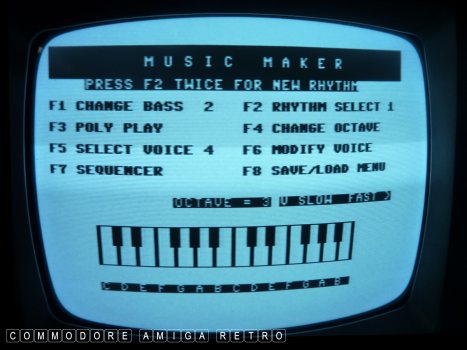 MUSIC MAKER
PRESS F2 TWICE FOR NEW RHYTHM
F1 CHANGE BASS 2 F2 RHYTHM SELECT 1
F3 POLY PLAY F4 CHANGE OCTAVE
F5 SELECT VOICE 4 F6 MODIFY VOICE
F7 SEQUENCER F8 SAVE/LOAD MENU
OCTAVE = 3 V SLOW FAST >
C D E F G A B C D E F G A B
COMMODORE AMIGA RETRO